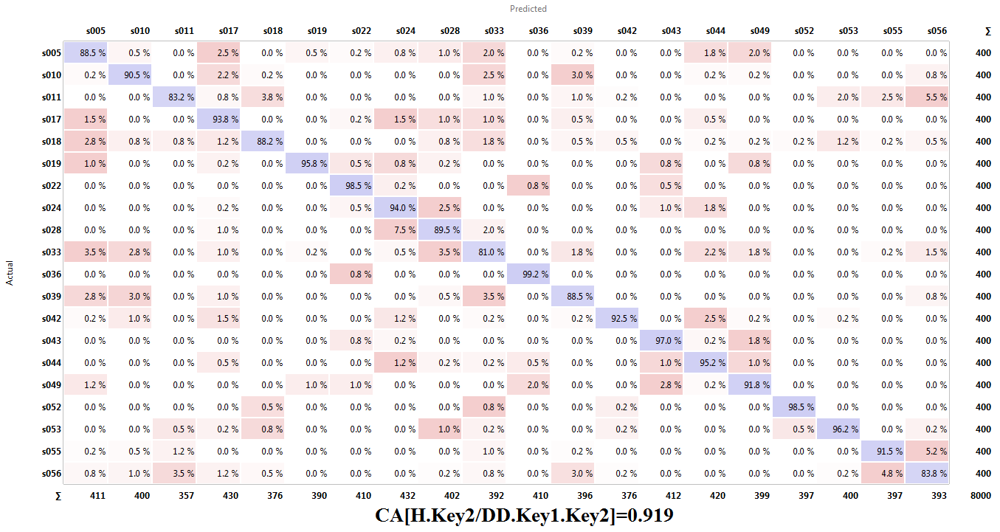 Predicted
s005 s010 s011 s017 s018 s019 s022 s024 s028 s033 s036 s039 s042 s043 s044 s049 s052 s053 s055 s056 ∑
s005 88.5 % 0.5 % 0.0 % 2.5 % 0.0 % 0.5 % 0.2 % 0.8 % 1.0 % 2.0 % 0.0 % 0.2 % 0.0 % 0.0 % 1.8 % 2.0 % 0.0 % 0.0 % 0.0 % 0.0 % 400
s010 0.2 % 90.5 % 0.0 % 2.2 % 0.2 % 0.0 % 0.0 % 0.0 % 0.0 % 2.5 % 0.0 % 3.0 % 0.0 % 0.0 % 0.2 % 0.2 % 0.0 % 0.0 % 0.0 % 0.8 % 400
s011 0.0 % 0.0 % 83.2 % 0.8 % 3.8 % 0.0 % 0.0 % 0.0 % 0.0 % 1.0 % 0.0 % 1.0 % 0.2 % 0.0 % 0.0 % 0.0 % 0.0 % 2.0 % 2.5 % 5.5 % 400
s017 1.5 % 0.0 % 0.0 % 93.8 % 0.0 % 0.0 % 0.2 % 1.5 % 1.0 % 1.0 % 0.0 % 0.5 % 0.0 % 0.0 % 0.5 % 0.0 % 0.0 % 0.0 % 0.0 % 0.0 % 400
s018 2.8 % 0.8 % 0.8 % 1.2 % 88.2 % 0.0 % 0.0 % 0.0 % 0.8 % 1.8 % 0.0 % 0.5 % 0.5 % 0.0 % 0.2 % 0.2 % 0.2 % 1.2 % 0.2 % 0.5 % 400
s019 1.0 % 0.0 % 0.0 % 0.2 % 0.0 % 95.8 % 0.5 % 0.8 % 0.2 % 0.0 % 0.0 % 0.0 % 0.0 % 0.8 % 0.0 % 0.8 % 0.0 % 0.0 % 0.0 % 0.0 % 400
s022 0.0 % 0.0 % 0.0 % 0.0 % 0.0 % 0.0 % 98.5 % 0.2 % 0.0 % 0.0 % 0.8 % 0.0 % 0.0 % 0.5 % 0.0 % 0.0 % 0.0 % 0.0 % 0.0 % 0.0 % 400
s024 0.0 % 0.0 % 0.0 % 0.2 % 0.0 % 0.0 % 0.5 % 94.0 % 2.5 % 0.0 % 0.0 % 0.0 % 0.0 % 1.0 % 1.8 % 0.0 % 0.0 % 0.0 % 0.0 % 0.0 % 400
s028 0.0 % 0.0 % 0.0 % 1.0 % 0.0 % 0.0 % 0.0 % 7.5 % 89.5 % 2.0 % 0.0 % 0.0 % 0.0 % 0.0 % 0.0 % 0.0 % 0.0 % 0.0 % 0.0 % 0.0 % 400
s033 3.5 % 2.8 % 0.0 % 1.0 % 0.0 % 0.2 % 0.0 % 0.5 % 3.5 % 81.0 % 0.0 % 1.8 % 0.0 % 0.0 % 2.2 % 1.8 % 0.0 % 0.0 % 0.2 % 1.5 % 400
Actual
s036 0.0 % 0.0 % 0.0 % 0.0 % 0.0 % 0.0 % 0.8 % 0.0 % 0.0 % 0.0 % 99.2 % 0.0 % 0.0 % 0.0 % 0.0 % 0.0 % 0.0 % 0.0 % 0.0 % 0.0 % 400
s039 2.8 % 3.0 % 0.0 % 1.0 % 0.0 % 0.0 % 0.0 % 0.0 % 0.5 % 3.5 % 0.0 % 88.5 % 0.0 % 0.0 % 0.0 % 0.0 % 0.0 % 0.0 % 0.0 % 0.8 % 400
s042 0.2 % 1.0 % 0.0 % 1.5 % 0.0 % 0.0 % 0.0 % 1.2 % 0.0 % 0.2 % 0.0 % 0.2 % 92.5 % 0.0 % 2.5 % 0.2 % 0.0 % 0.2 % 0.0 % 0.0 % 400
s043 0.0 % 0.0 % 0.0 % 0.0 % 0.0 % 0.0 % 0.8 % 0.2 % 0.0 % 0.0 % 0.0 % 0.0 % 0.0 % 97.0 % 0.2 % 1.8 % 0.0 % 0.0 % 0.0 % 0.0 % 400
s044 0.0 % 0.0 % 0.0 % 0.5 % 0.0 % 0.0 % 0.0 % 1.2 % 0.2 % 0.2 % 0.5 % 0.0 % 0.0 % 1.0 % 95.2 % 1.0 % 0.0 % 0.0 % 0.0 % 0.0 % 400
s049 1.2 % 0.0 % 0.0 % 0.0 % 0.0 % 1.0 % 1.0 % 0.0 % 0.0 % 0.0 % 2.0 % 0.0 % 0.0 % 2.8 % 0.2 % 91.8 % 0.0 % 0.0 % 0.0 % 0.0 % 400
s052 0.0 % 0.0 % 0.0 % 0.0 % 0.5 % 0.0 % 0.0 % 0.0 % 0.0 % 0.8 % 0.0 % 0.0 % 0.2 % 0.0 % 0.0 % 0.0 % 98.5 % 0.0 % 0.0 % 0.0 % 400
s053 0.0 % 0.0 % 0.5 % 0.2 % 0.8 % 0.0 % 0.0 % 0.0 % 1.0 % 0.2 % 0.0 % 0.0 % 0.2 % 0.0 % 0.0 % 0.0 % 0.5 % 96.2 % 0.0 % 0.2 % 400
s055 0.2 % 0.5 % 1.2 % 0.0 % 0.0 % 0.0 % 0.0 % 0.0 % 0.0 % 1.0 % 0.0 % 0.2 % 0.0 % 0.0 % 0.0 % 0.0 % 0.0 % 0.0 % 91.5 % 5.2 % 400
s056 0.8 % 1.0 % 3.5 % 1.2 % 0.5 % 0.0 % 0.0 % 0.0 % 0.2 % 0.8 % 0.0 % 3.0 % 0.2 % 0.0 % 0.0 % 0.0 % 0.0 % 0.2 % 4.8 % 83.8 % 400
∑ 411 400 357 430 376 390 410 432 402 392 410 396 376 412 420 399 397 400 397 393 8000
CA[H.Key2/DD.Key1.Key2]=0.919